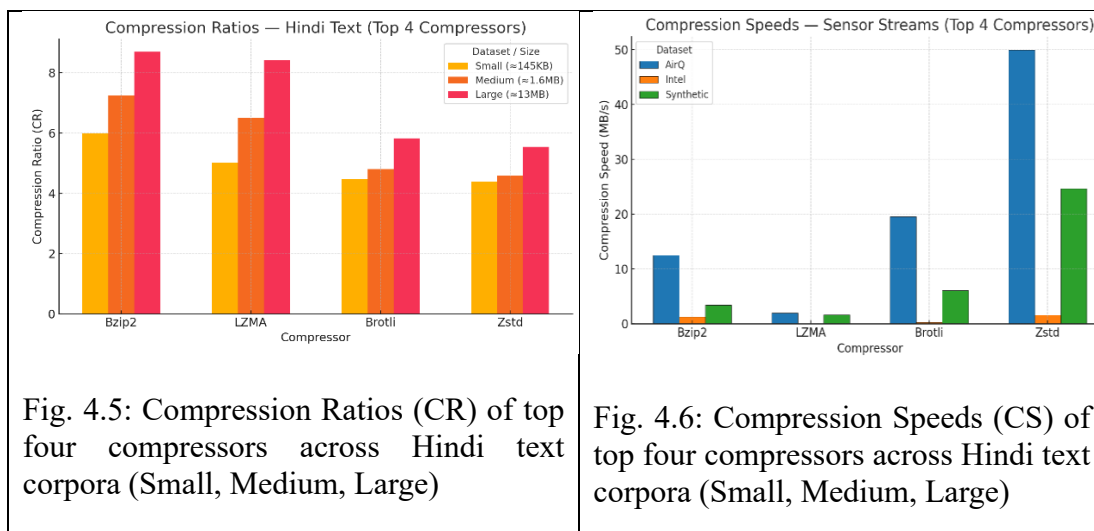 Compression Ratios — Hindi Text (Top 4 Compressors)
Dataset / Size
Small (≈145KB)
Medium (≈1.6MB)
Large (≈13MB)
8
6
4
2
0
Compression Ratio (CR)
Bzip2 LZMA Brotli Zstd
Compressor
Fig. 4.5: Compression Ratios (CR) of top
four compressors across Hindi text
corpora (Small, Medium, Large)
Compression Speeds — Sensor Streams (Top 4 Compressors)
Dataset
AirQ
Intel
Synthetic
50
40
30
20
10
0
Compression Speed (MB/s)
Bzip2 LZMA Brotli Zstd
Compressor
Fig. 4.6: Compression Speeds (CS) of
top four compressors across Hindi text
corpora (Small, Medium, Large)